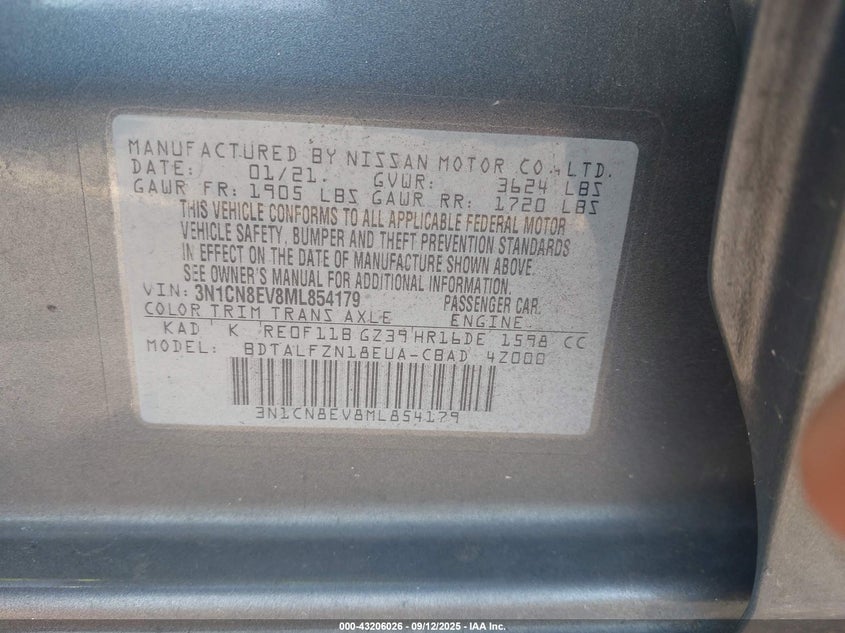 MANUFACTURED BY NISSAN MOTOR CO., LTD.
DATE: 01/21. GVWR: 3624 LBS
GAWR FR: 1905 LBS GAWR RR: 1720 LBS
THIS VEHICLE CONFORMS TO ALL APPLICABLE FEDERAL MOTOR
VEHICLE SAFETY, BUMPER AND THEFT PREVENTION STANDARDS
IN EFFECT ON THE DATE OF MANUFACTURE SHOWN ABOVE.
SEE OWNER'S MANUAL FOR ADDITIONAL INFORMATION.
VIN: 3N1CN8EV8ML854179 PASSENGER CAR.
COLOR TRIM TRANS AXLE ENGINE
KAD K RE0F11B GZ39 HR16DE 1598 CC
MODEL: BDTALFZN18EUA-CBAD 4Z000
3N1CN8EV8ML854179
000-43206026 - 09/12/2025 - IAA Inc.